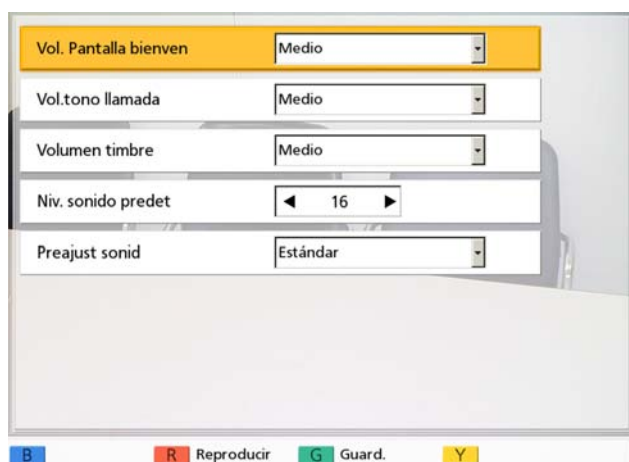 Vol. Pantalla bienven Medio
Vol.tono llamada Medio
Volumen timbre Medio
Niv. sonido predet 16
Preajust sonid Estándar
B R Reproducir G Guard. Y